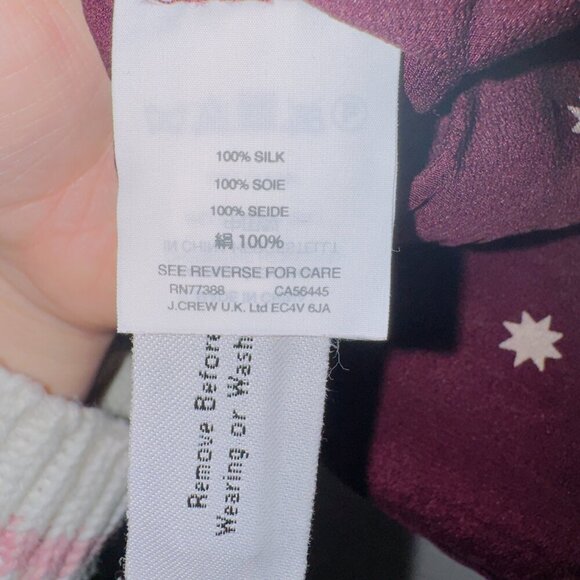 100% SILK
100% SOIE
100% SEIDE
絹 100%
SEE REVERSE FOR CARE
RN77388 CA56445
J.CREW U.K. Ltd EC4V 6JA
Remove Before
Wearing or Wash